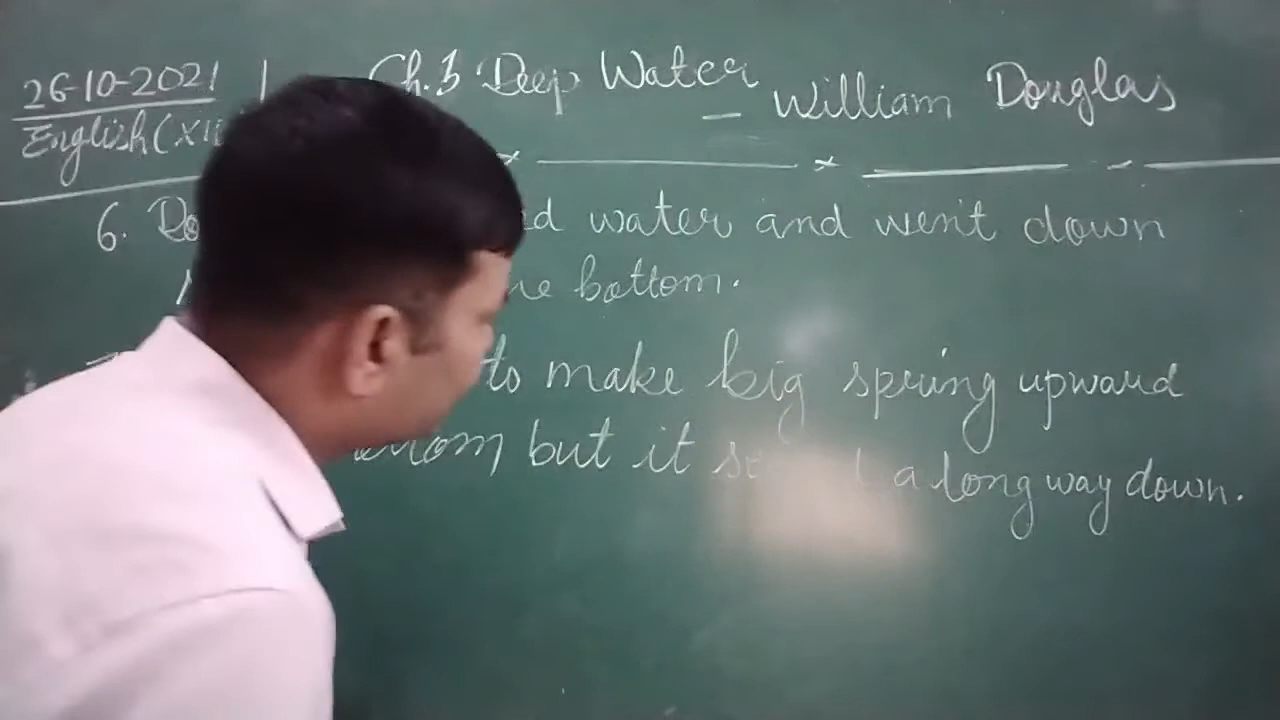 26-10-2021
English (XII
Ch.3 Deep Water
- William Douglas
6. water and went down
bottom.
to make big spring upward
but it a long way down.